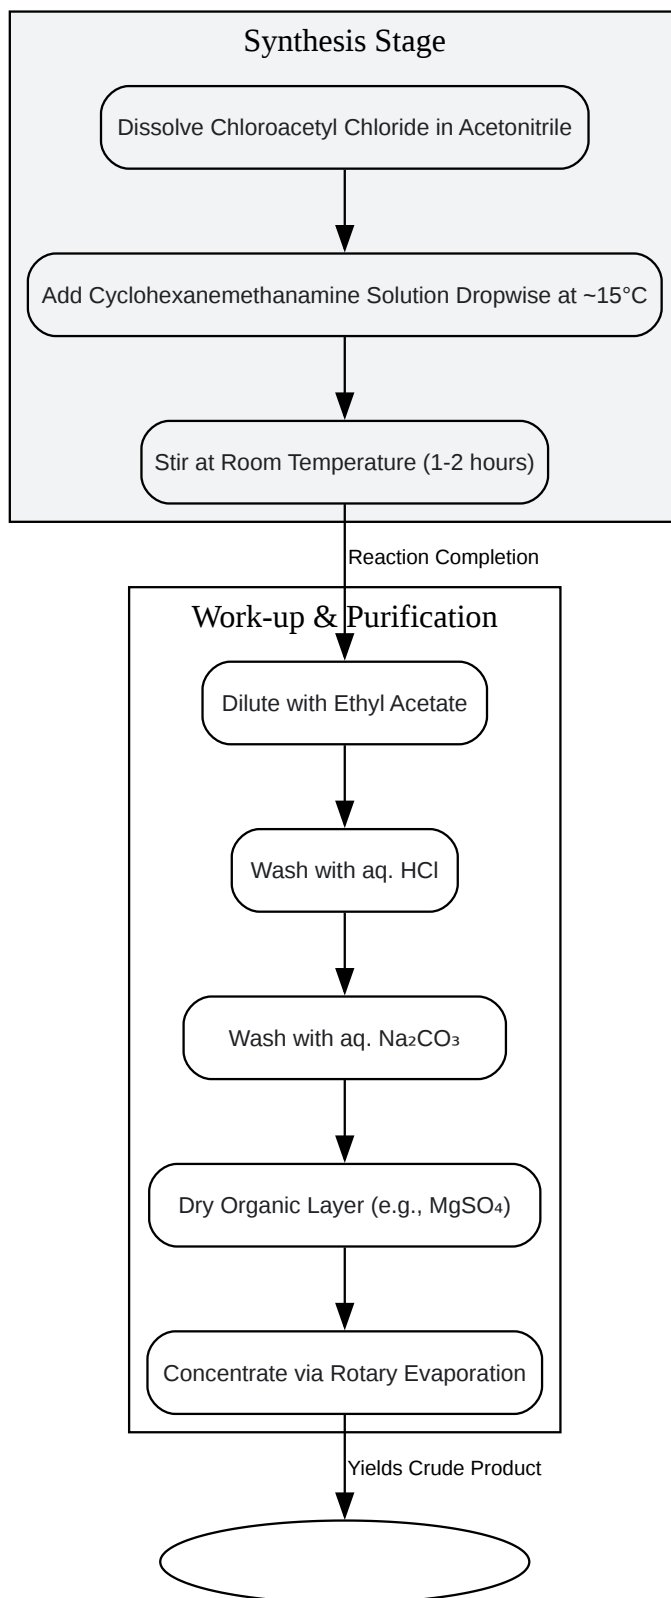 Synthesis Stage
Dissolve Chloroacetyl Chloride in Acetonitrile
Add Cyclohexanemethanamine Solution Dropwise at ~15°C
Stir at Room Temperature (1-2 hours)
Reaction Completion
Work-up & Purification
Dilute with Ethyl Acetate
Wash with aq. HCl
Wash with aq. Na₂CO₃
Dry Organic Layer (e.g., MgSO₄)
Concentrate via Rotary Evaporation
Yields Crude Product